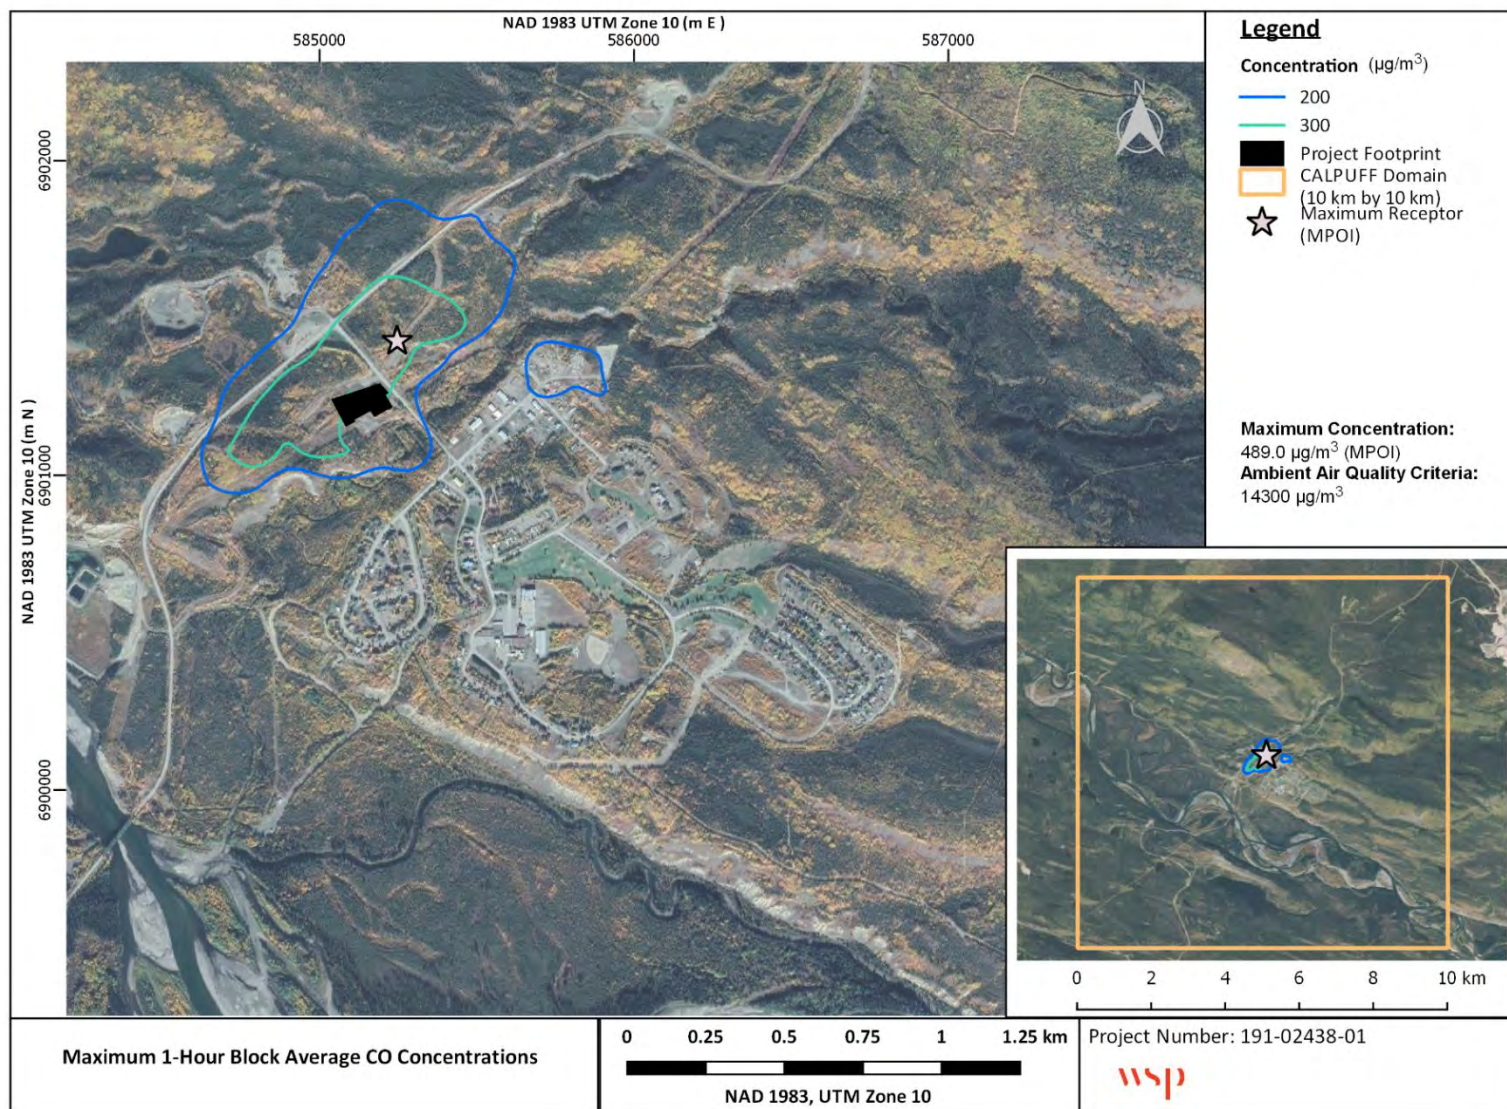 NAD 1983 UTM Zone 10 (m E )
585000 586000 587000
NAD 1983 UTM Zone 10 (m N )
6902000
6901000
6900000
N
Legend
Concentration (µg/m³)
200
300
Project Footprint
CALPUFF Domain
(10 km by 10 km)
Maximum Receptor
(MPOI)
Maximum Concentration:
489.0 µg/m³ (MPOI)
Ambient Air Quality Criteria:
14300 µg/m³
0 2 4 6 8 10 km
Maximum 1-Hour Block Average CO Concentrations
0 0.25 0.5 0.75 1 1.25 km
NAD 1983, UTM Zone 10
Project Number: 191-02438-01
wsp